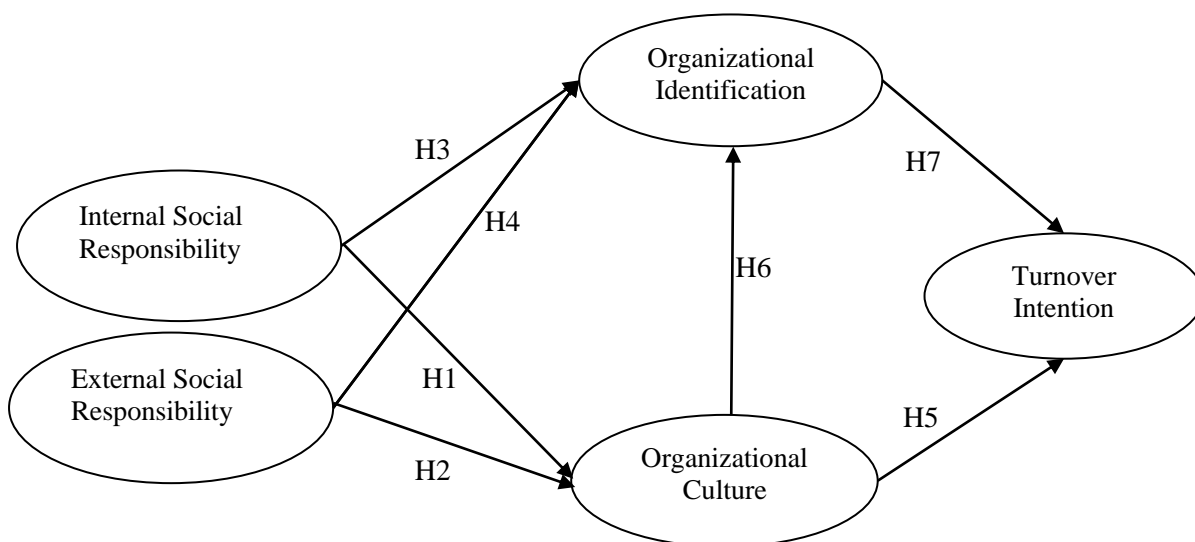 Organizational
Identification
H3
H7
Internal Social
Responsibility
H4
H6
Turnover
Intention
External Social
Responsibility
H1
H5
H2
Organizational
Culture